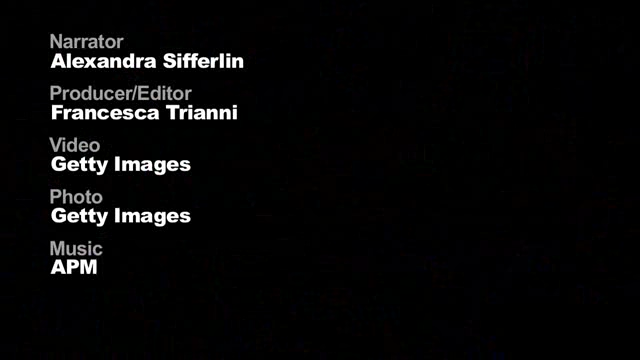 Narrator
Alexandra Sifferlin
Producer/Editor
Francesca Trianni
Video
Getty Images
Photo
Getty Images
Music
APM